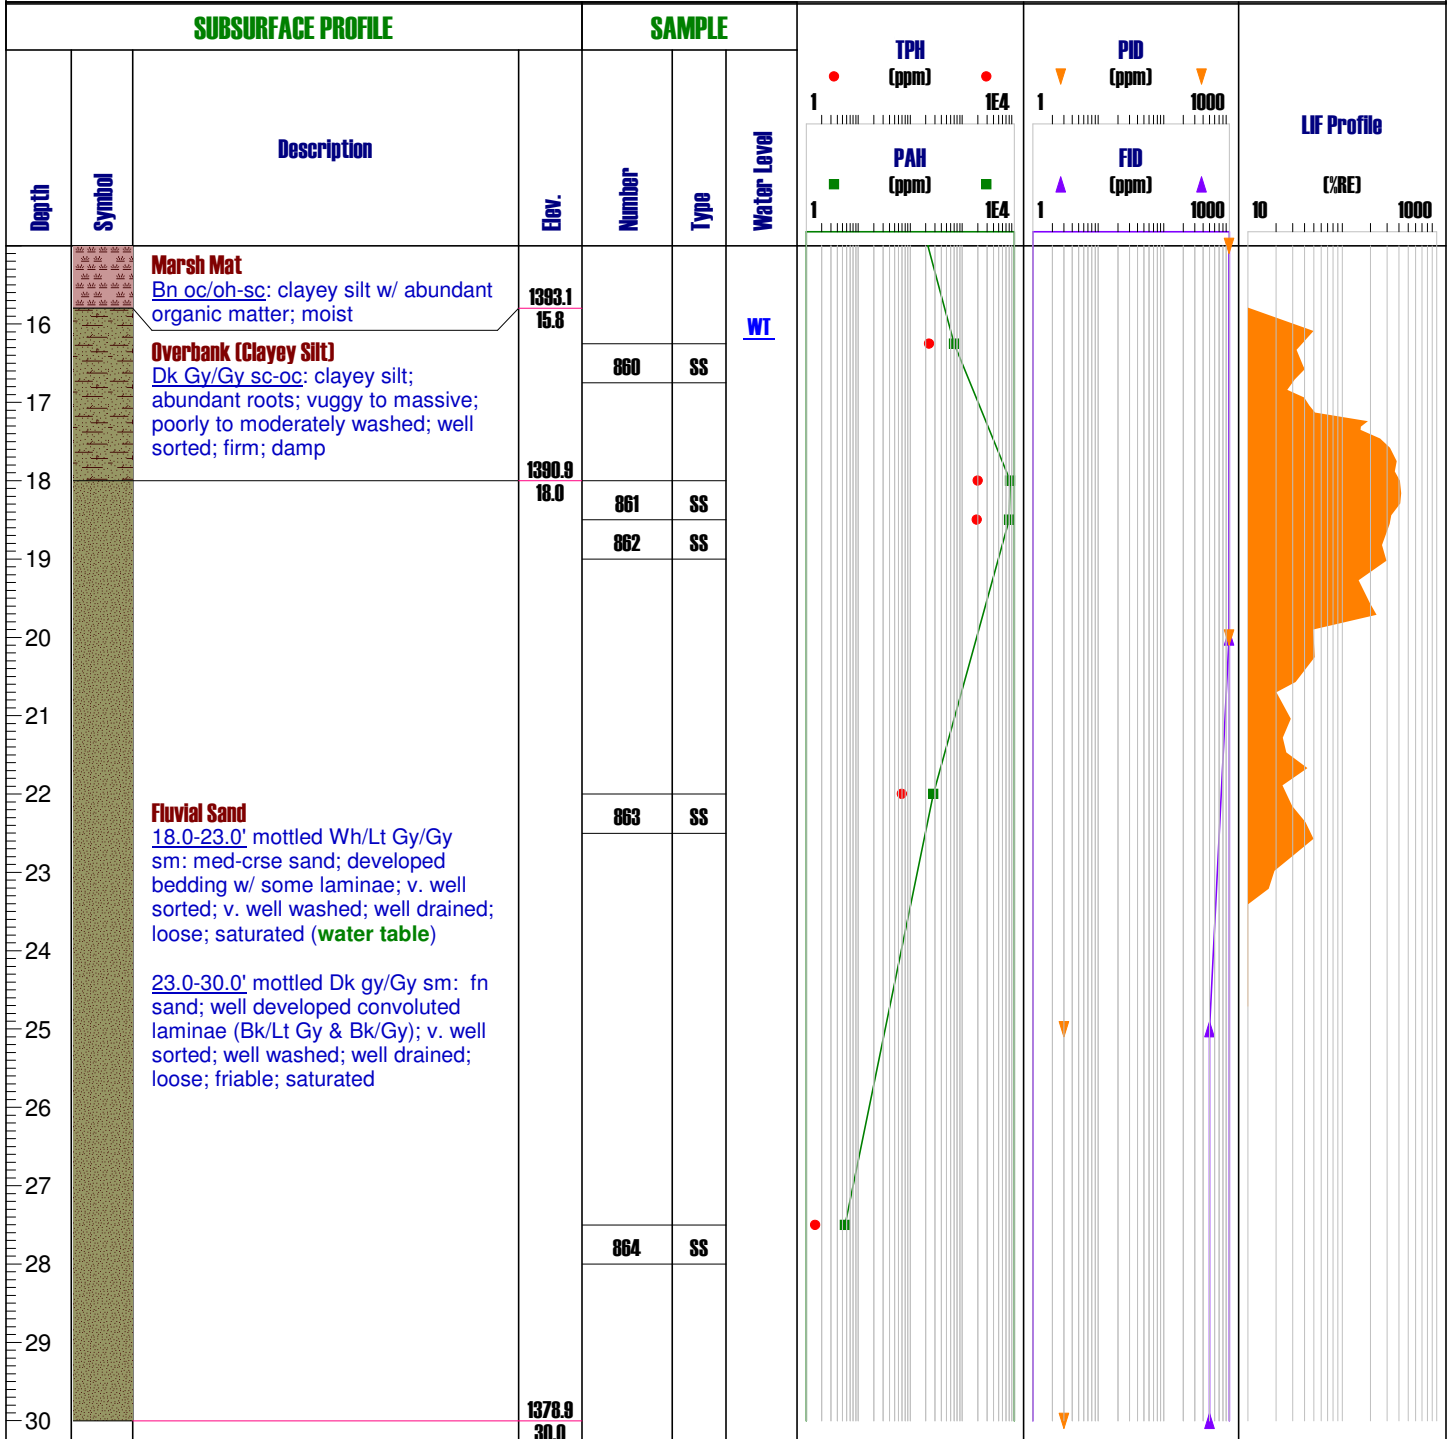 SUBSURFACE PROFILE
SAMPLE
Depth
Symbol
Description
Elev.
Number
Type
Water Level
TPH
(ppm)
1 1E4
PAH
(ppm)
1 1E4
PID
(ppm)
1 1000
FID
(ppm)
1 1000
LIF Profile
(%RE)
10 1000
Marsh Mat
Bn oc/oh-sc: clayey silt w/ abundant
organic matter; moist
1393.1
15.8
WT
16
Overbank (Clayey Silt)
Dk Gy/Gy sc-oc: clayey silt;
abundant roots; vuggy to massive;
poorly to moderately washed; well
sorted; firm; damp
860 SS
17
1390.9
18.0
18
861 SS
862 SS
19
20
21
22
Fluvial Sand
18.0-23.0' mottled Wh/Lt Gy/Gy
sm: med-crse sand; developed
bedding w/ some laminae; v. well
sorted; v. well washed; well drained;
loose; saturated (water table)
863 SS
23
24
23.0-30.0' mottled Dk gy/Gy sm: fn
sand; well developed convoluted
laminae (Bk/Lt Gy & Bk/Gy); v. well
sorted; well washed; well drained;
loose; friable; saturated
25
26
27
864 SS
28
29
30
1378.9
30.0